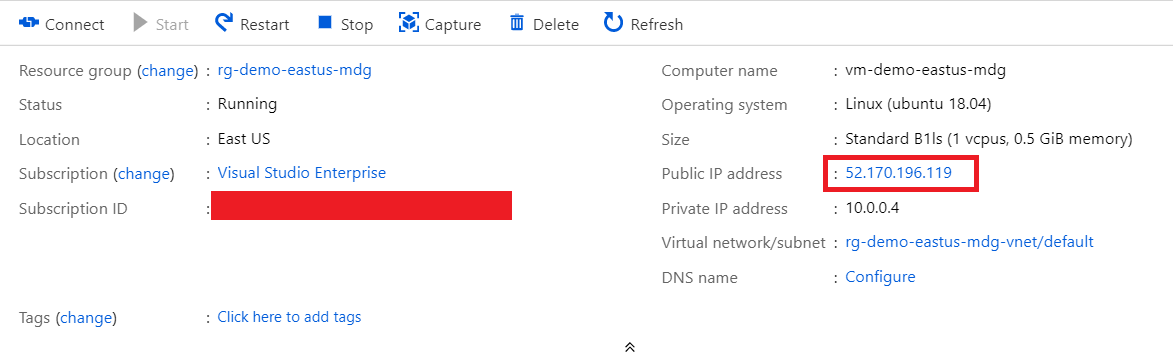 Connect Start Restart Stop Capture Delete Refresh
Resource group (change) : rg-demo-eastus-mdg
Status : Running
Location : East US
Subscription (change) : Visual Studio Enterprise
Subscription ID :
Tags (change) : Click here to add tags
Computer name : vm-demo-eastus-mdg
Operating system : Linux (ubuntu 18.04)
Size : Standard B1ls (1 vcpus, 0.5 GiB memory)
Public IP address : 52.170.196.119
Private IP address : 10.0.0.4
Virtual network/subnet : rg-demo-eastus-mdg-vnet/default
DNS name : Configure